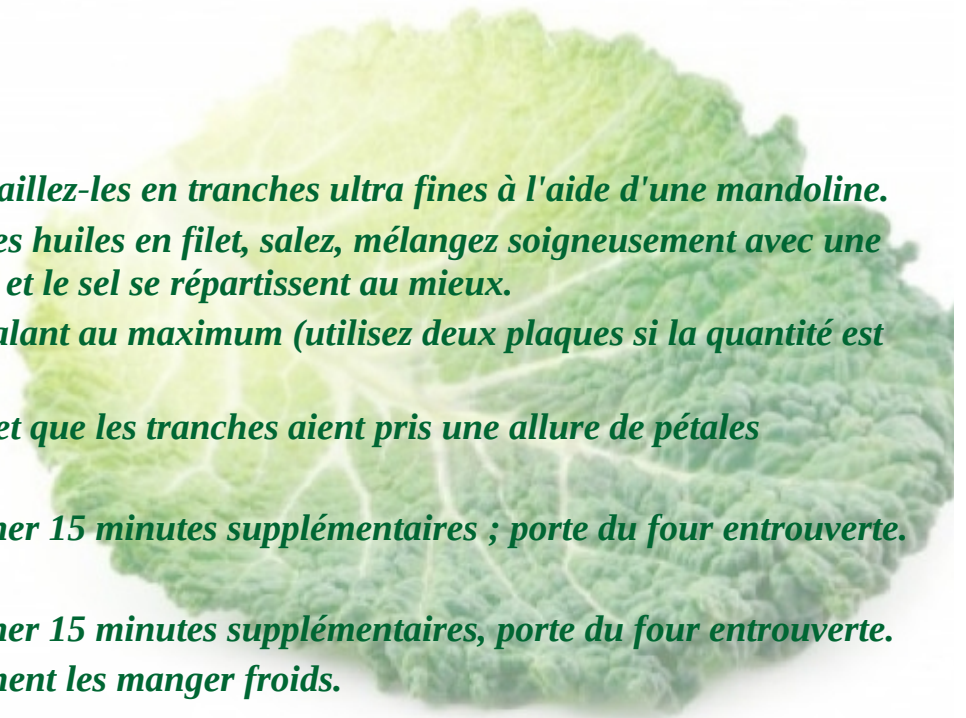 aillez-les en tranches ultra fines à l'aide d'une mandoline.
es huiles en filet, salez, mélangez soigneusement avec une
et le sel se répartissent au mieux.
alant au maximum (utilisez deux plaques si la quantité est
et que les tranches aient pris une allure de pétales
ner 15 minutes supplémentaires ; porte du four entrouverte.
ner 15 minutes supplémentaires, porte du four entrouverte.
nent les manger froids.